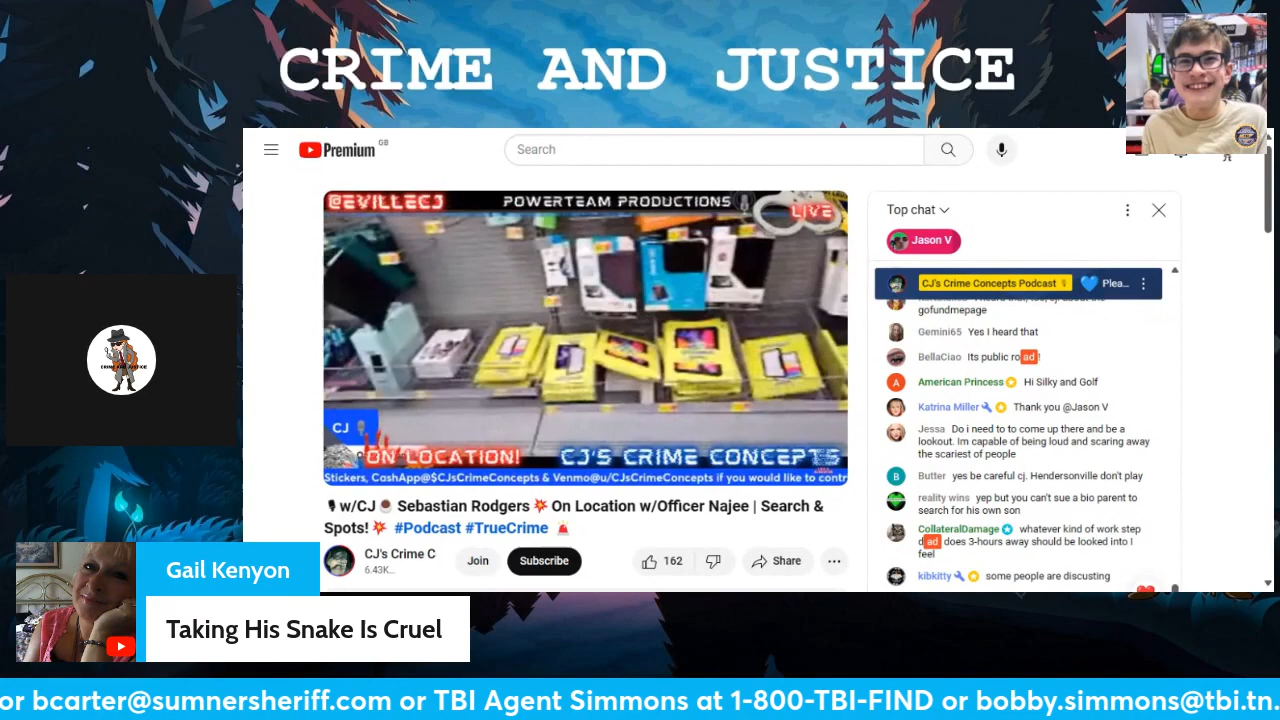 CRIME AND JUSTICE
Premium GB
Search
@EVILLECJ
POWERTEAM PRODUCTIONS
LIVE
CJ
ON LOCATION!
CJ'S CRIME CONCEPTS
Stickers, CashApp@$CJsCrimeConcepts & Venmo@u/CJsCrimeConcepts if you would like to contr
w/CJ Sebastian Rodgers On Location w/Officer Najee | Search &
Spots! #Podcast #TrueCrime
CJ's Crime C
6.43K...
Join
Subscribe
162
Share
Top chat
Jason V
CJ's Crime Concepts Podcast Plea...
gofundmepage
Gemini65 Yes I heard that
BellaCiao Its public road!
American Princess Hi Silky and Golf
Katrina Miller Thank you @Jason V
Jessa Do i need to to come up there and be a
lookout. Im capable of being loud and scaring away
the scariest of people
Butter yes be careful cj. Hendersonville don't play
reality wins yep but you can't sue a bio parent to
search for his own son
CollateralDamage whatever kind of work step
dad does 3-hours away should be looked into I
feel
kibkitty some people are discusting
CRIME AND JUSTICE
Gail Kenyon
Taking His Snake Is Cruel
or bcarter@sumnersheriff.com or TBI Agent Simmons at 1-800-TBI-FIND or bobby.simmons@tbi.tn.